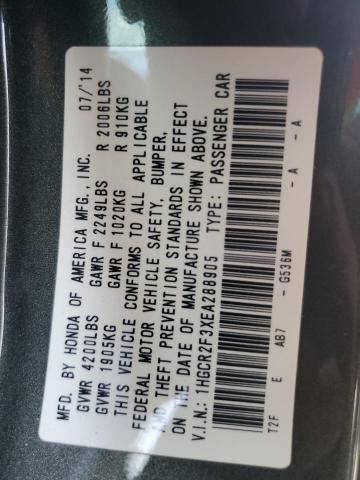 MFD. BY HONDA OF AMERICA MFG., INC. 07/'14
GVWR 4200LBS GAWR F 2249LBS R 2006LBS
GVWR 1905KG GAWR F 1020KG R 910KG
THIS VEHICLE CONFORMS TO ALL APPLICABLE
FEDERAL MOTOR VEHICLE SAFETY, BUMPER,
AND THEFT PREVENTION STANDARDS IN EFFECT
ON THE DATE OF MANUFACTURE SHOWN ABOVE.
V.I.N.: 1HGCR2F3XEA288905 TYPE: PASSENGER CAR
T2F E AB7 - G536M - A - A